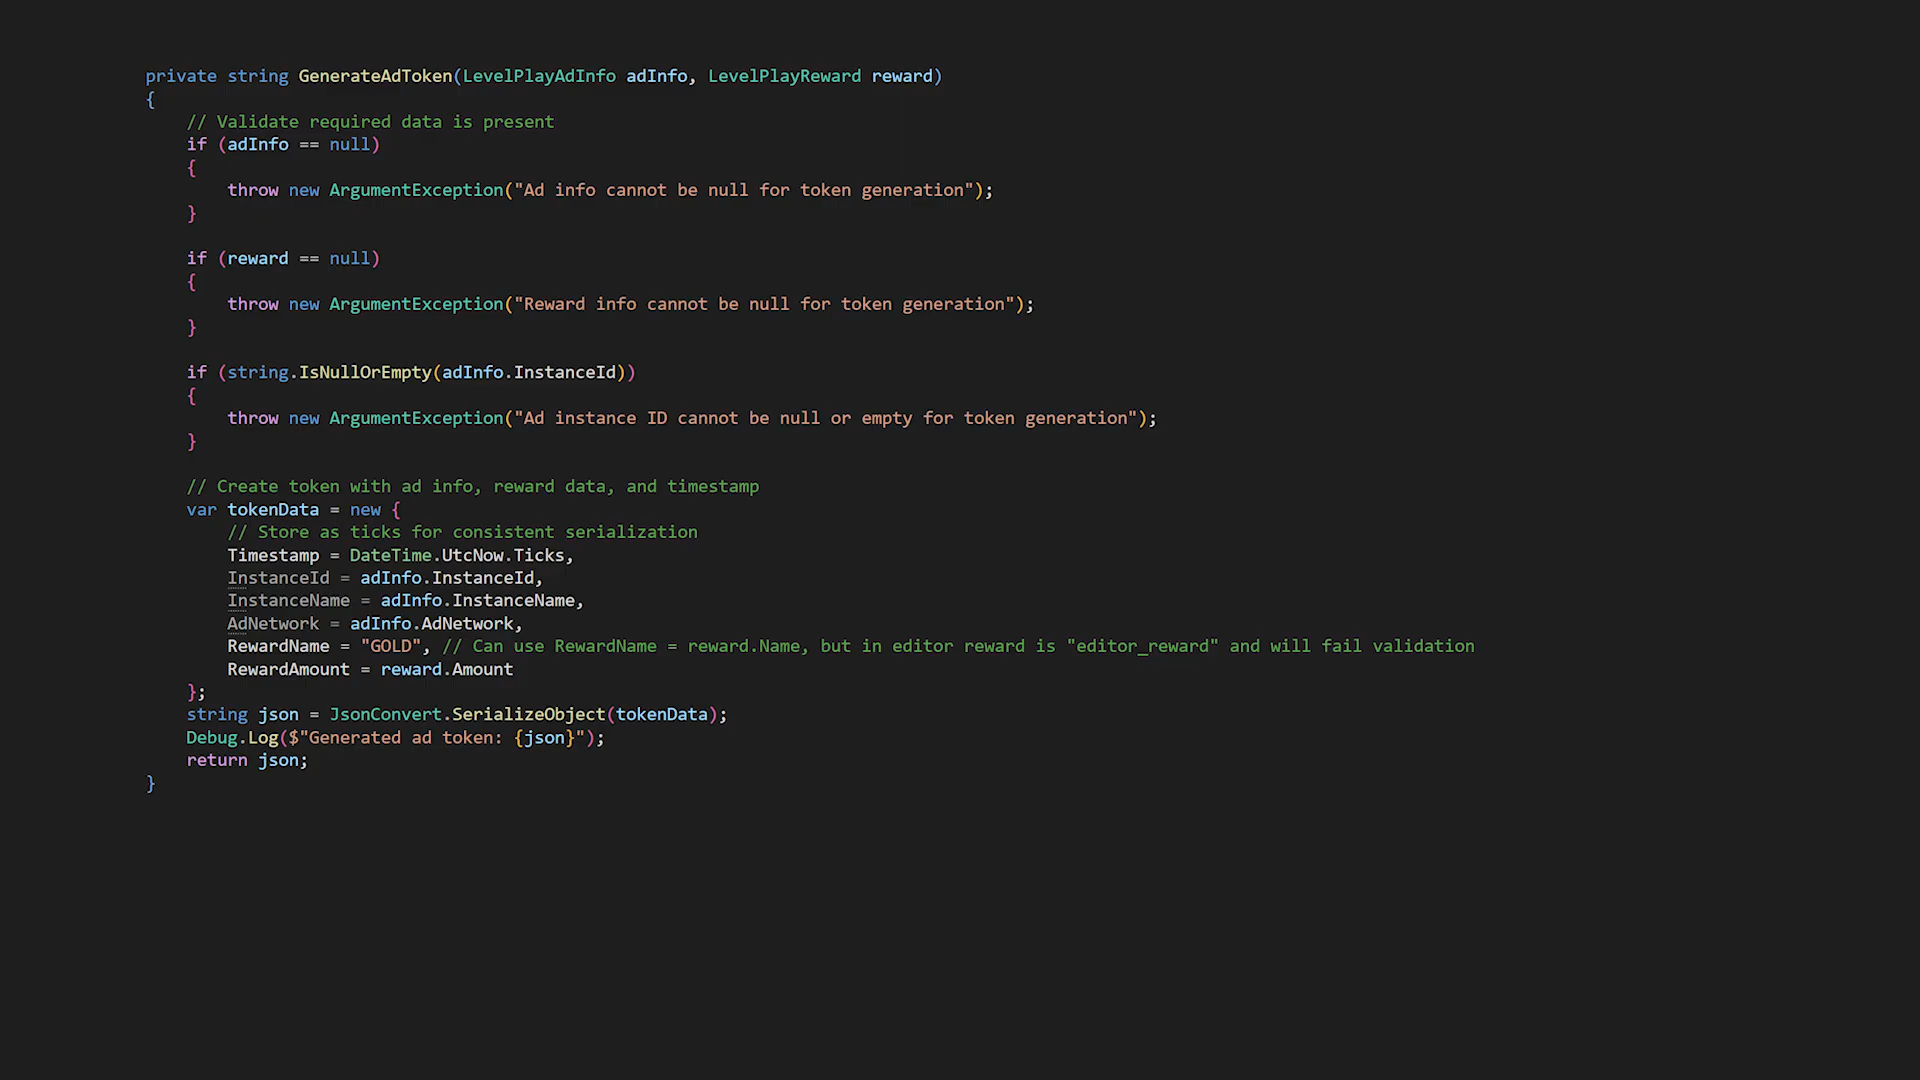 private string GenerateAdToken(LevelPlayAdInfo adInfo, LevelPlayReward reward)
{
    // Validate required data is present
    if (adInfo == null)
    {
        throw new ArgumentException("Ad info cannot be null for token generation");
    }

    if (reward == null)
    {
        throw new ArgumentException("Reward info cannot be null for token generation");
    }

    if (string.IsNullOrEmpty(adInfo.InstanceId))
    {
        throw new ArgumentException("Ad instance ID cannot be null or empty for token generation");
    }

    // Create token with ad info, reward data, and timestamp
    var tokenData = new {
        // Store as ticks for consistent serialization
        Timestamp = DateTime.UtcNow.Ticks,
        InstanceId = adInfo.InstanceId,
        InstanceName = adInfo.InstanceName,
        AdNetwork = adInfo.AdNetwork,
        RewardName = "GOLD", // Can use RewardName = reward.Name, but in editor reward is "editor_reward" and will fail validation
        RewardAmount = reward.Amount
    };
    string json = JsonConvert.SerializeObject(tokenData);
    Debug.Log($"Generated ad token: {json}");
    return json;
}